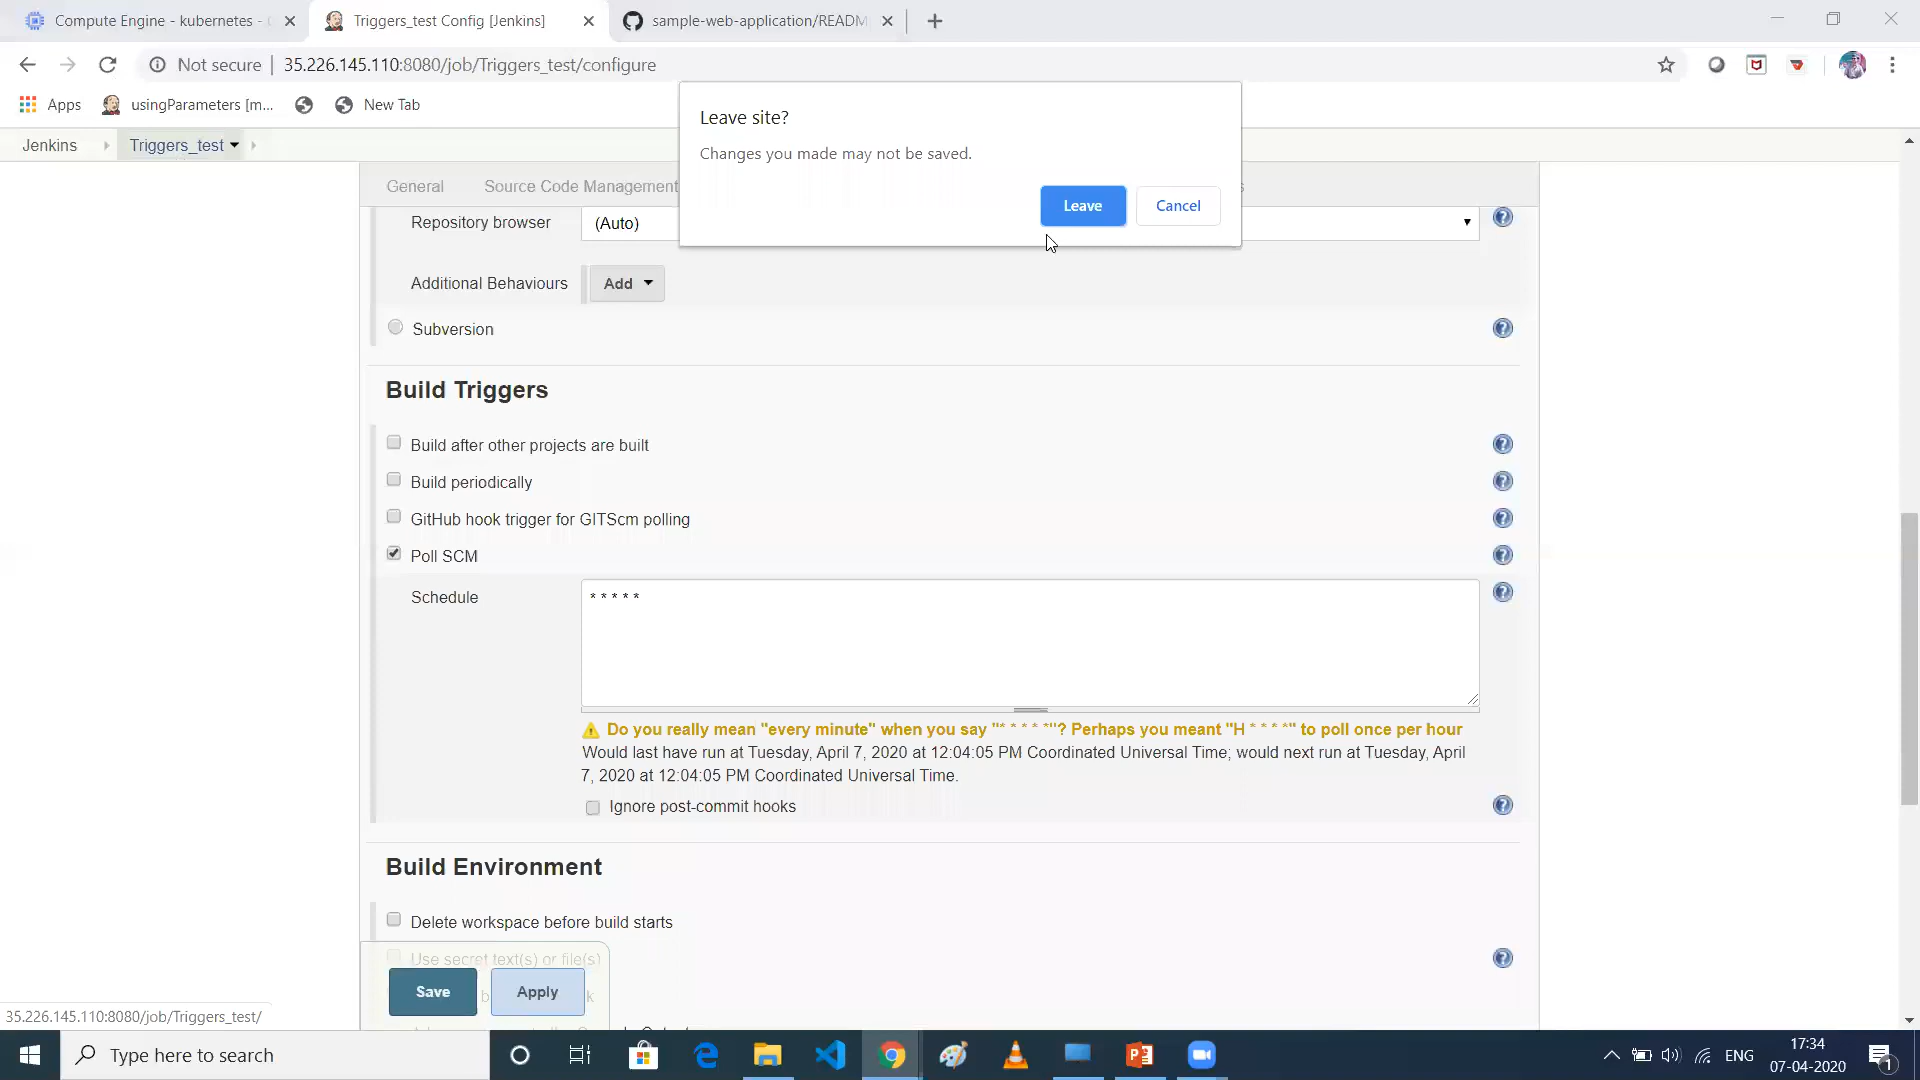 Compute Engine - kubernetes -
Triggers_test Config [Jenkins]
sample-web-application/READM
Not secure
35.226.145.110:8080/job/Triggers_test/configure
Apps
usingParameters [m...
New Tab
Leave site?
Changes you made may not be saved.
Leave
Cancel
Jenkins
Triggers_test
General
Source Code Management
Repository browser
(Auto)
Additional Behaviours
Add
Subversion
Build Triggers
Build after other projects are built
Build periodically
GitHub hook trigger for GITScm polling
Poll SCM
Schedule
* * * * *
Do you really mean "every minute" when you say "* * * * *"? Perhaps you meant "H * * * *" to poll once per hour
Would last have run at Tuesday, April 7, 2020 at 12:04:05 PM Coordinated Universal Time; would next run at Tuesday, April
7, 2020 at 12:04:05 PM Coordinated Universal Time.
Ignore post-commit hooks
Build Environment
Delete workspace before build starts
Use secret text(s) or file(s)
Save
Apply
35.226.145.110:8080/job/Triggers_test/
Type here to search
ENG
17:34
07-04-2020
1